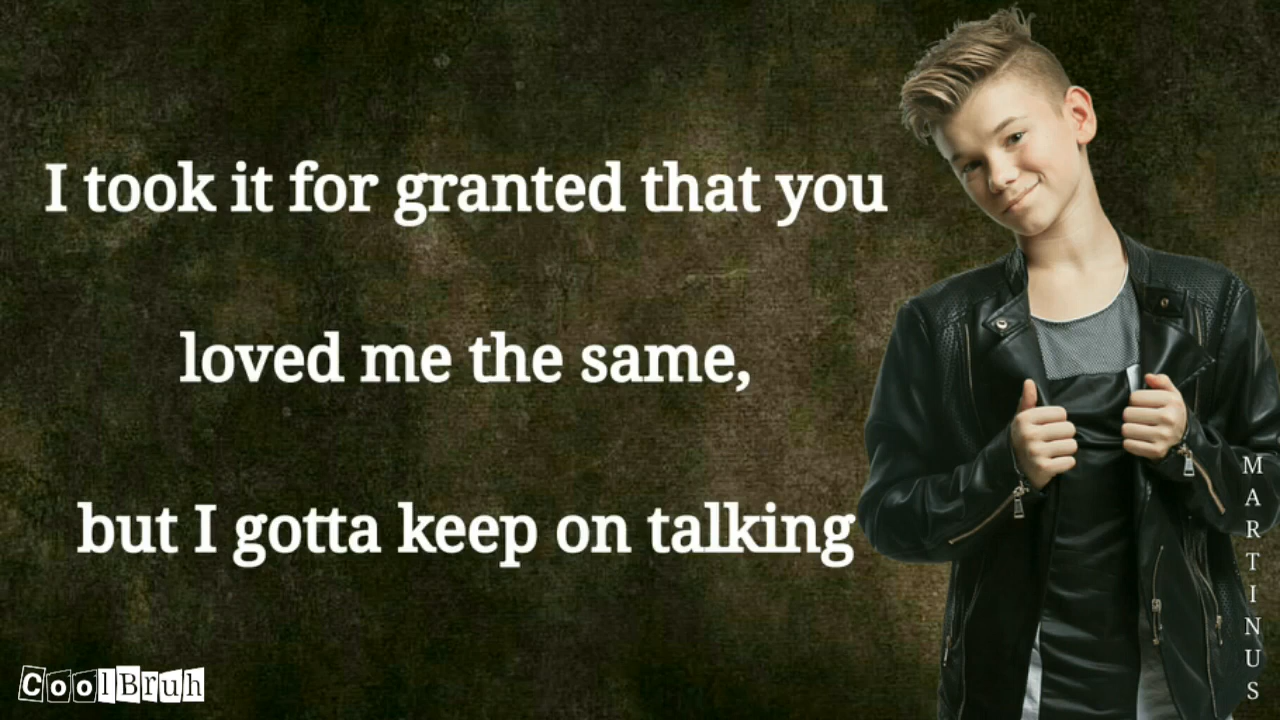 I took it for granted that you
loved me the same,
but I gotta keep on talking
MARTINUS
CoolBruh